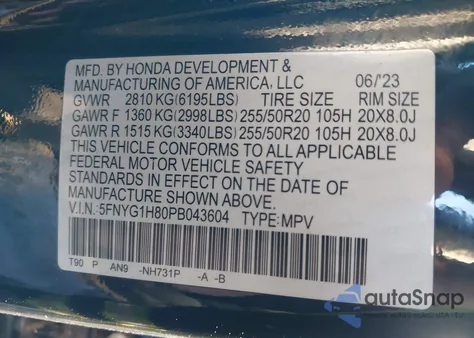 MFD. BY HONDA DEVELOPMENT &
MANUFACTURING OF AMERICA, LLC 06/'23
GVWR 2810 KG(6195LBS) TIRE SIZE RIM SIZE
GAWR F 1360 KG(2998LBS) 255/50R20 105H 20X8.0J
GAWR R 1515 KG(3340LBS) 255/50R20 105H 20X8.0J
THIS VEHICLE CONFORMS TO ALL APPLICABLE
FEDERAL MOTOR VEHICLE SAFETY
STANDARDS IN EFFECT ON THE DATE OF
MANUFACTURE SHOWN ABOVE.
V.I.N.:5FNYG1H80PB043604 TYPE:MPV
T90 P AN9 -NH731P -A -B
autoSnap